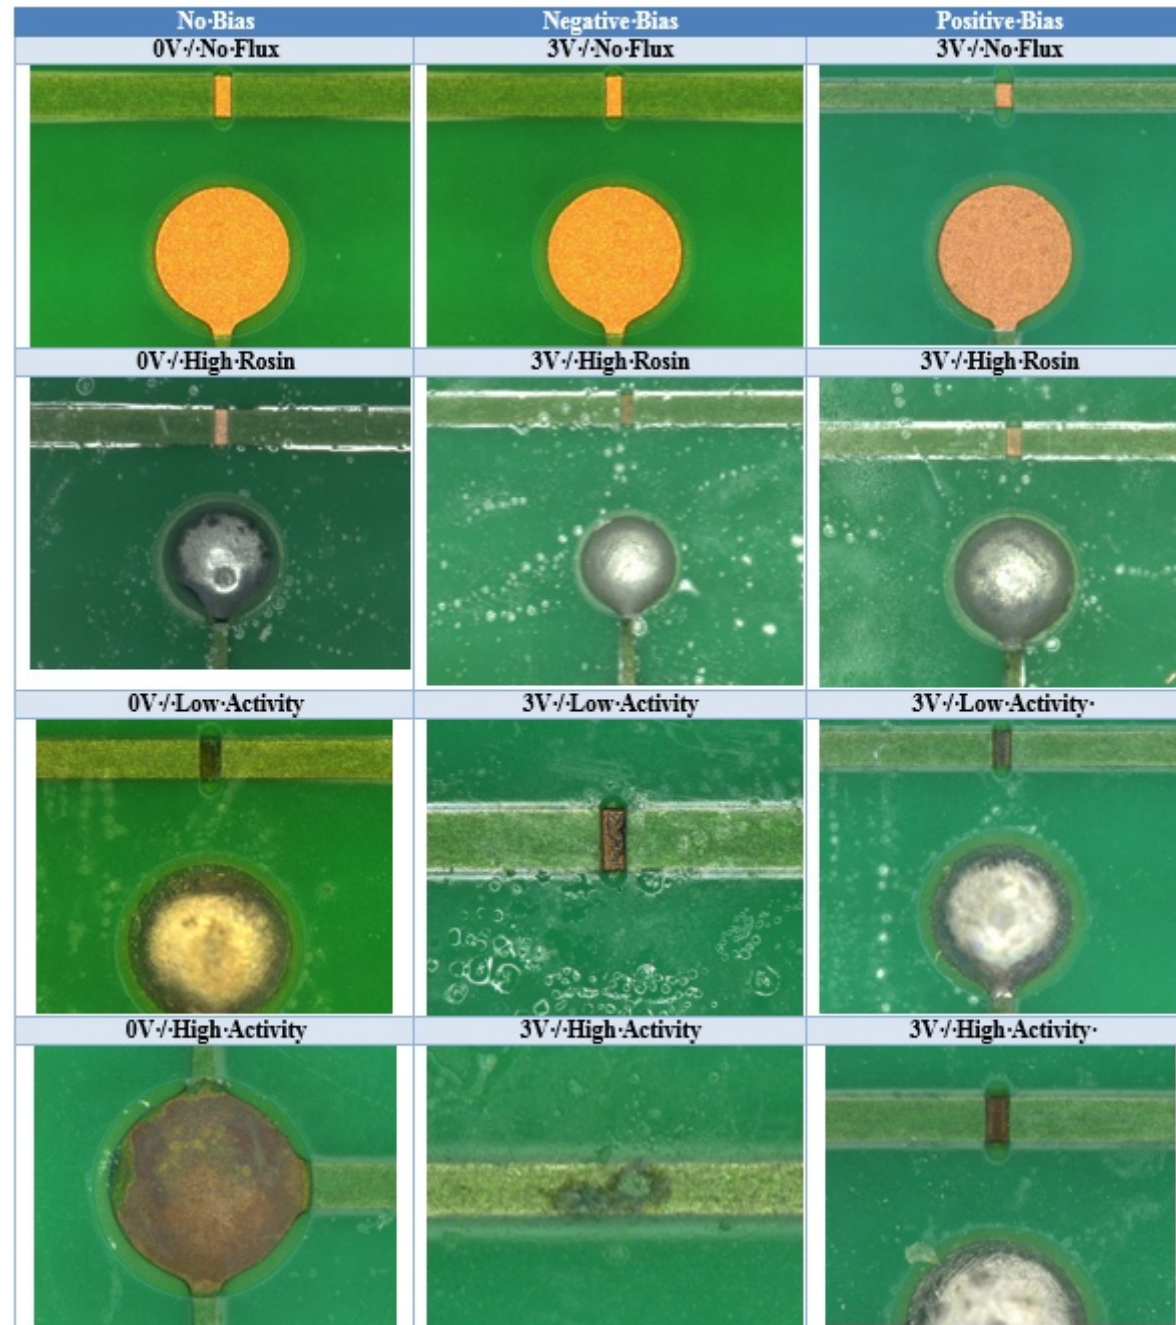 No·Bias Negative·Bias Positive·Bias
0V·/·No·Flux 3V·/·No·Flux 3V·/·No·Flux
0V·/·High·Rosin 3V·/·High·Rosin 3V·/·High·Rosin
0V·/·Low·Activity 3V·/·Low·Activity 3V·/·Low·Activity·
0V·/·High·Activity 3V·/·High·Activity 3V·/·High·Activity·